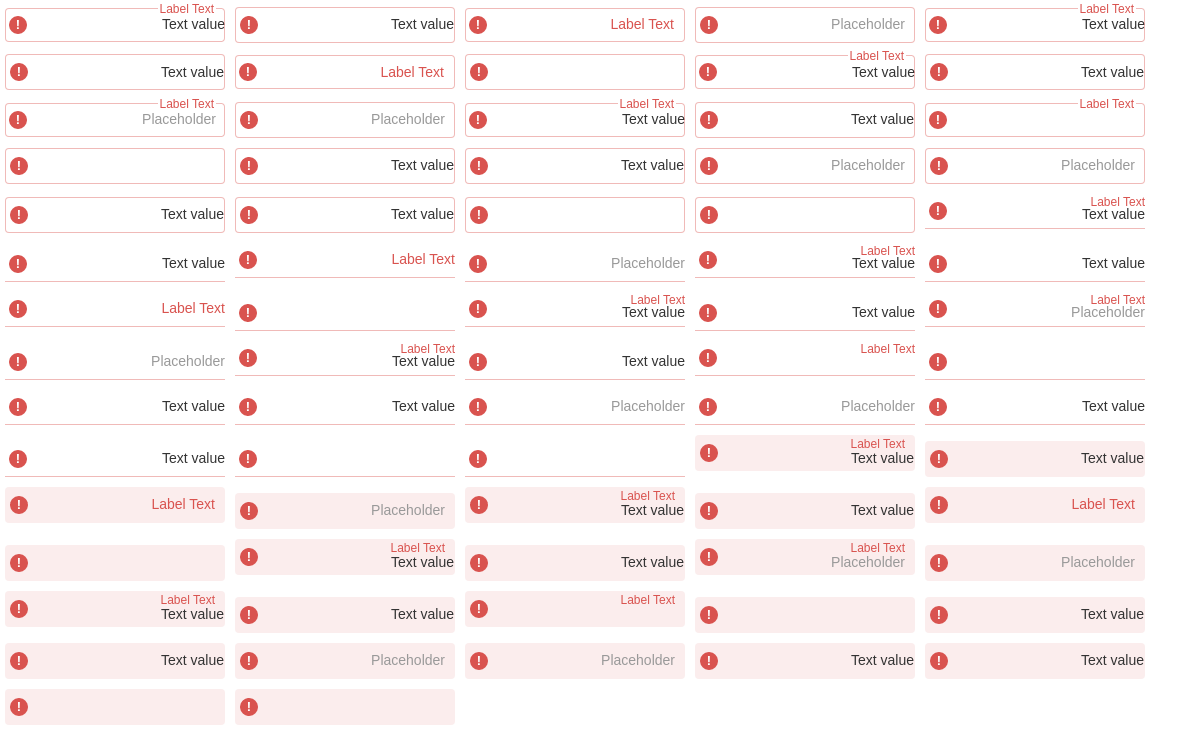 Label Text
! Text value
! Text value
! Label Text
! Placeholder
Label Text
! Text value
! Text value
! Label Text
!
Label Text
! Text value
! Text value
Label Text
! Placeholder
! Placeholder
Label Text
! Text value
! Text value
Label Text
!
!
! Text value
! Text value
! Placeholder
! Placeholder
! Text value
! Text value
!
!
Label Text
! Text value
! Text value
! Label Text
! Placeholder
Label Text
! Text value
! Text value
! Label Text
!
Label Text
! Text value
! Text value
Label Text
! Placeholder
! Placeholder
Label Text
! Text value
! Text value
Label Text
!
!
! Text value
! Text value
! Placeholder
! Placeholder
! Text value
! Text value
!
!
Label Text
! Text value
! Text value
! Label Text
! Placeholder
Label Text
! Text value
! Text value
! Label Text
!
Label Text
! Text value
! Text value
Label Text
! Placeholder
! Placeholder
Label Text
! Text value
! Text value
Label Text
!
!
! Text value
! Text value
! Placeholder
! Placeholder
! Text value
! Text value
!
!